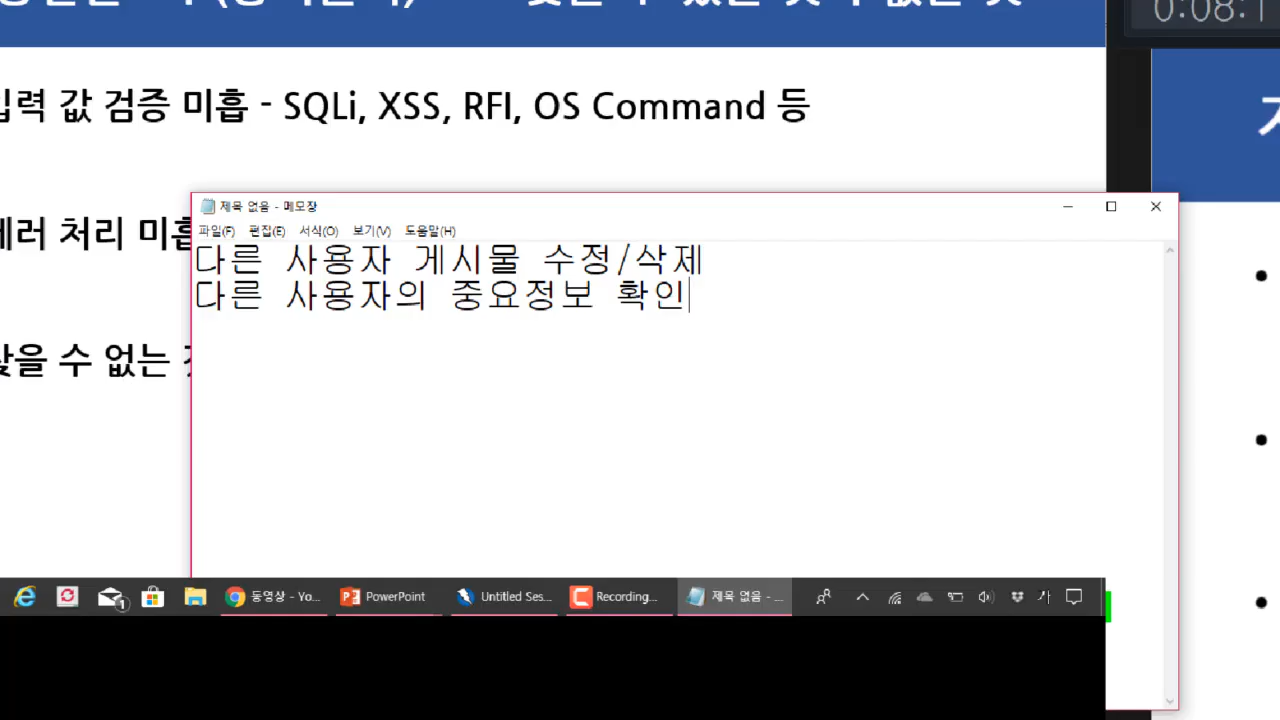 0:08:1
입력 값 검증 미흡 - SQLi, XSS, RFI, OS Command 등
에러 처리 미흡
찾을 수 없는
제목 없음 - 메모장
파일(F) 편집(E) 서식(O) 보기(V) 도움말(H)
다른 사용자 게시물 수정/삭제
다른 사용자의 중요정보 확인
동영상 - Yo... PowerPoint Untitled Ses... Recording... 제목 없음 - ... 가